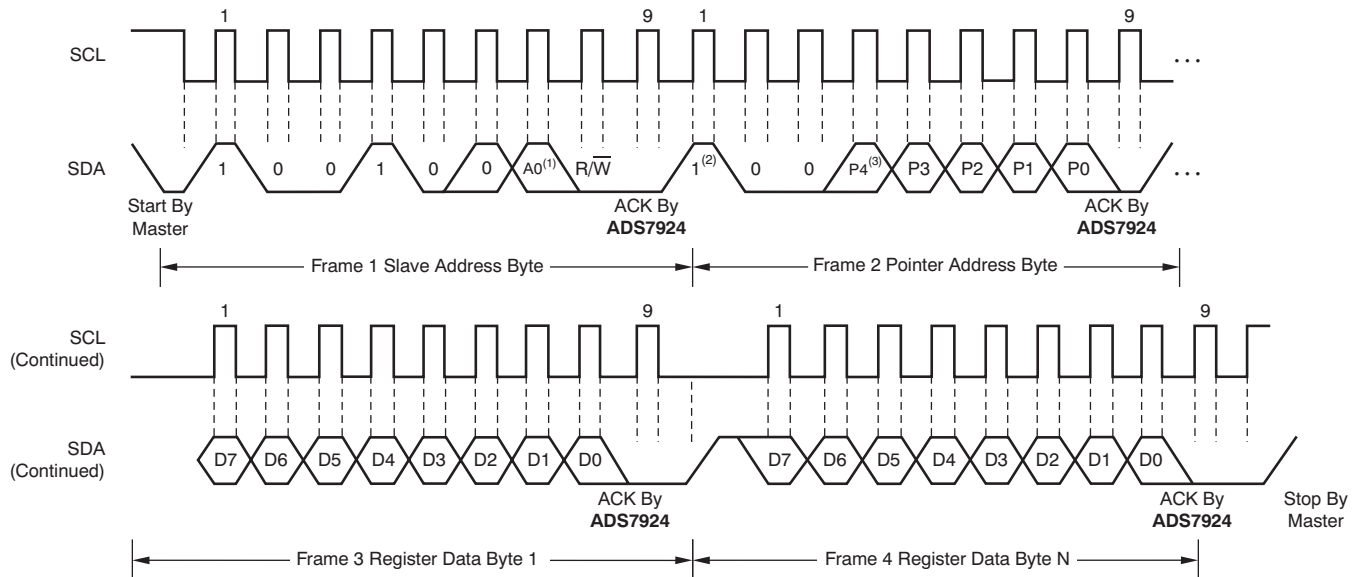 1 9 1 9
SCL ...
SDA 1 0 0 1 0 0 A0(1) R/W̅ 1(2) 0 0 P4(3) P3 P2 P1 P0 ...
Start By
Master
ACK By
ADS7924
ACK By
ADS7924
Frame 1 Slave Address Byte Frame 2 Pointer Address Byte
1 9 1 9
SCL
(Continued)
SDA
(Continued)
D7 D6 D5 D4 D3 D2 D1 D0 D7 D6 D5 D4 D3 D2 D1 D0
ACK By
ADS7924
ACK By
ADS7924
Stop By
Master
Frame 3 Register Data Byte 1 Frame 4 Register Data Byte N